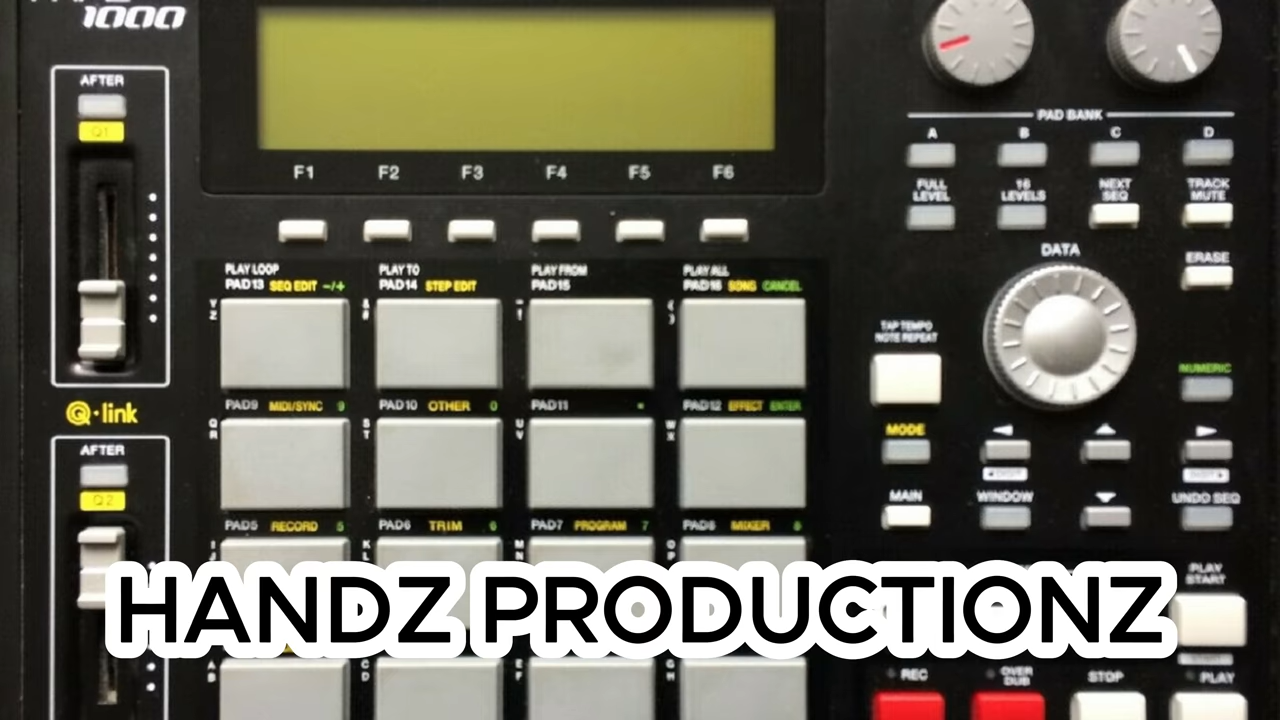 1000
AFTER
Q1
F1 F2 F3 F4 F5 F6
PAD BANK
A B C D
FULL LEVEL
16 LEVELS
NEXT SEQ
TRACK MUTE
DATA
ERASE
PLAY LOOP
PAD13 SEQ EDIT -/+
PLAY TO
PAD14 STEP EDIT
PLAY FROM
PAD15
PLAY ALL
PAD16 SONG CANCEL
Y
Z
&
#
TAP TEMPO
NOTE REPEAT
NUMERIC
Q·link
PAD9 MIDI/SYNC 9
PAD10 OTHER 0
PAD11
PAD12 EFFECT ENTER
Q
R
S
T
U
V
W
X
MODE
AFTER
Q2
MAIN
WINDOW
UNDO SEQ
PAD5 RECORD 5
PAD6 TRIM 6
PAD7 PROGRAM 7
PAD8 MIXER 8
I
J
K
L
M
N
O
P
PLAY
START
HANDZ PRODUCTIONZ
A
B
C
D
E
F
G
H
REC
OVER
DUB
STOP
PLAY